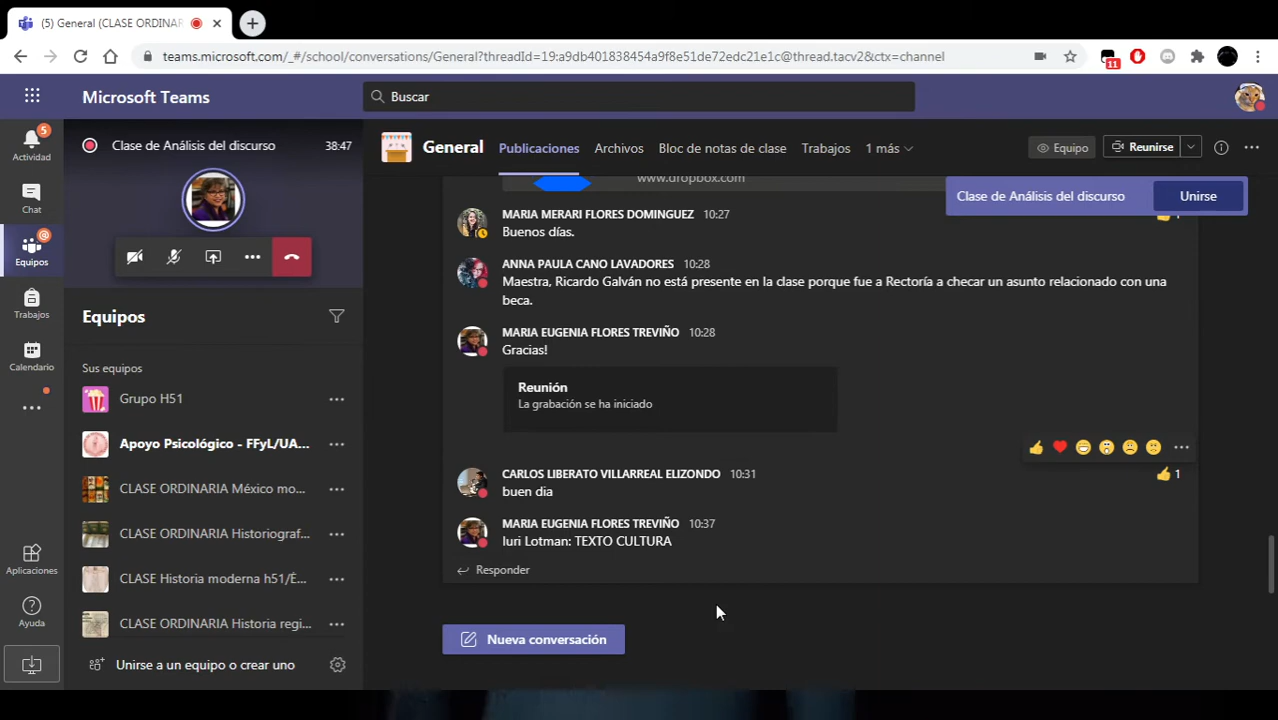 (5) General (CLASE ORDINAR
teams.microsoft.com/_#/school/conversations/General?threadId=19:a9db401838454a9f8e51de72edc21e1c@thread.tacv2&ctx=channel
11
Microsoft Teams
Buscar
5
Actividad
Chat
Equipos
Trabajos
Calendario
Aplicaciones
Ayuda
Clase de Análisis del discurso
38:47
Equipos
Sus equipos
Grupo H51
Apoyo Psicológico - FFyL/UA...
CLASE ORDINARIA México mo...
CLASE ORDINARIA Historiograf...
CLASE Historia moderna h51/É...
CLASE ORDINARIA Historia regi...
Unirse a un equipo o crear uno
General
Publicaciones
Archivos
Bloc de notas de clase
Trabajos
1 más
Equipo
Reunirse
www.dropbox.com
Clase de Análisis del discurso
Unirse
MARIA MERARI FLORES DOMINGUEZ 10:27
1
Buenos días.
ANNA PAULA CANO LAVADORES 10:28
Maestra, Ricardo Galván no está presente en la clase porque fue a Rectoría a checar un asunto relacionado con una
beca.
MARIA EUGENIA FLORES TREVIÑO 10:28
Gracias!
Reunión
La grabación se ha iniciado
CARLOS LIBERATO VILLARREAL ELIZONDO 10:31
1
buen dia
MARIA EUGENIA FLORES TREVIÑO 10:37
Iuri Lotman: TEXTO CULTURA
Responder
Nueva conversación